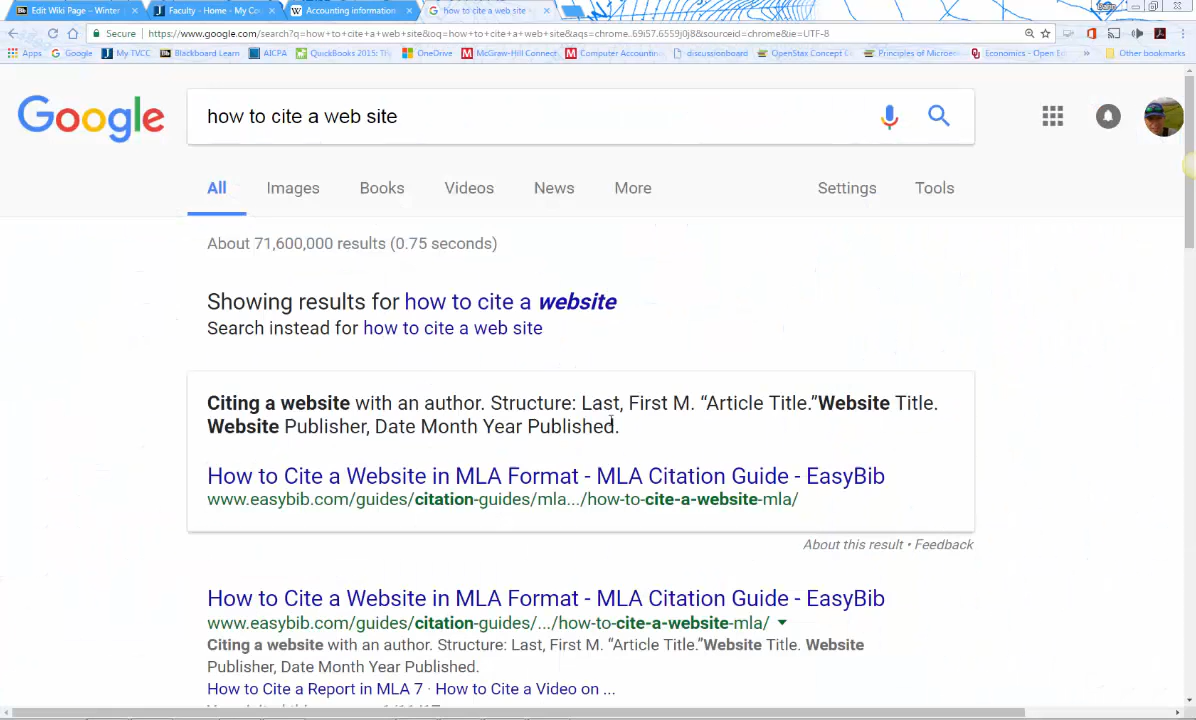 Edit Wiki Page – Winter
Faculty - Home - My Co
Accounting information
how to cite a web site
Secure
https://www.google.com/search?q=how+to+cite+a+web+site&oq=how+to+cite+a+web+site&aqs=chrome..69i57.6559j0j8&sourceid=chrome&ie=UTF-8
Apps
Google
My TVCC
Blackboard Learn
AICPA
QuickBooks 2015: Th
OneDrive
McGraw-Hill Connect
Computer Accountin
discussionboard
OpenStax Concept C
Principles of Micro
Economics - Open Ed
»
Other bookmarks
Google
how to cite a web site
All
Images
Books
Videos
News
More
Settings
Tools
About 71,600,000 results (0.75 seconds)
Showing results for how to cite a website
Search instead for how to cite a web site
Citing a website with an author. Structure: Last, First M. “Article Title.”Website Title.
Website Publisher, Date Month Year Published.
How to Cite a Website in MLA Format - MLA Citation Guide - EasyBib
www.easybib.com/guides/citation-guides/mla.../how-to-cite-a-website-mla/
About this result • Feedback
How to Cite a Website in MLA Format - MLA Citation Guide - EasyBib
www.easybib.com/guides/citation-guides/.../how-to-cite-a-website-mla/
Citing a website with an author. Structure: Last, First M. “Article Title.”Website Title. Website
Publisher, Date Month Year Published.
How to Cite a Report in MLA 7 · How to Cite a Video on ...